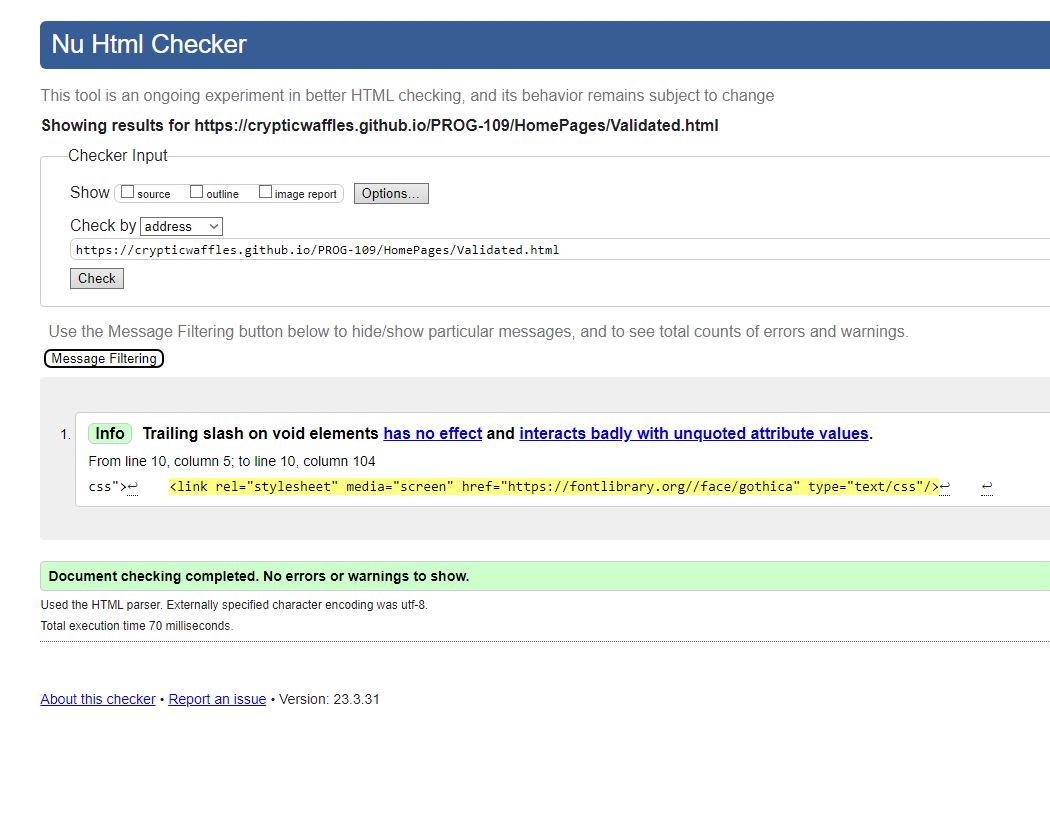 Nu Html Checker
This tool is an ongoing experiment in better HTML checking, and its behavior remains subject to change
Showing results for https://crypticwaffles.github.io/PROG-109/HomePages/Validated.html
Checker Input
Show source outline image report Options...
Check by address
https://crypticwaffles.github.io/PROG-109/HomePages/Validated.html
Check
Use the Message Filtering button below to hide/show particular messages, and to see total counts of errors and warnings.
Message Filtering
1. Info Trailing slash on void elements has no effect and interacts badly with unquoted attribute values.
From line 10, column 5; to line 10, column 104
css">↩ <link rel="stylesheet" media="screen" href="https://fontlibrary.org//face/gothica" type="text/css"/>↩ ↩
Document checking completed. No errors or warnings to show.
Used the HTML parser. Externally specified character encoding was utf-8.
Total execution time 70 milliseconds.
About this checker • Report an issue • Version: 23.3.31